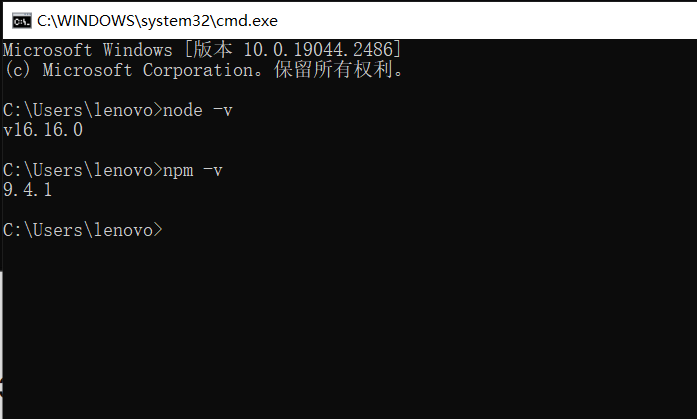 C:\WINDOWS\system32\cmd.exe
Microsoft Windows [版本 10.0.19044.2486]
(c) Microsoft Corporation。保留所有权利。
C:\Users\lenovo>node -v
v16.16.0
C:\Users\lenovo>npm -v
9.4.1
C:\Users\lenovo>